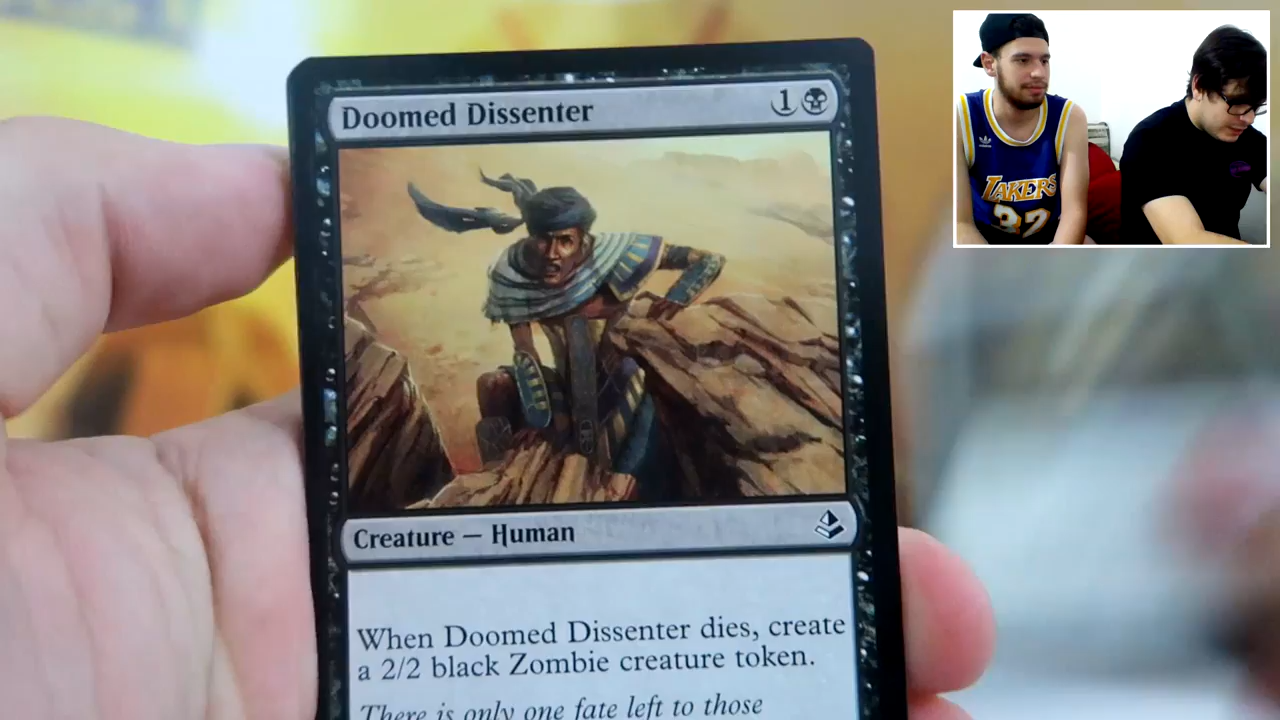 Doomed Dissenter 1
Creature — Human
When Doomed Dissenter dies, create
a 2/2 black Zombie creature token.
There is only one fate left to those
LAKERS
32